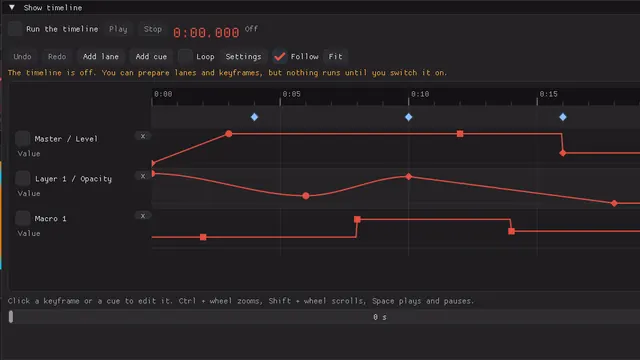 Show timeline
Run the timeline Play Stop 0:00.000 Off
Undo Redo Add lane Add cue Loop Settings Follow Fit
The timeline is off. You can prepare lanes and keyframes, but nothing runs until you switch it on.
0:00 0:05 0:10 0:15
Master / Level x
Value
Layer 1 / Opacity x
Value
Macro 1 x
Value
Click a keyframe or a cue to edit it. Ctrl + wheel zooms, Shift + wheel scrolls, Space plays and pauses.
0 s